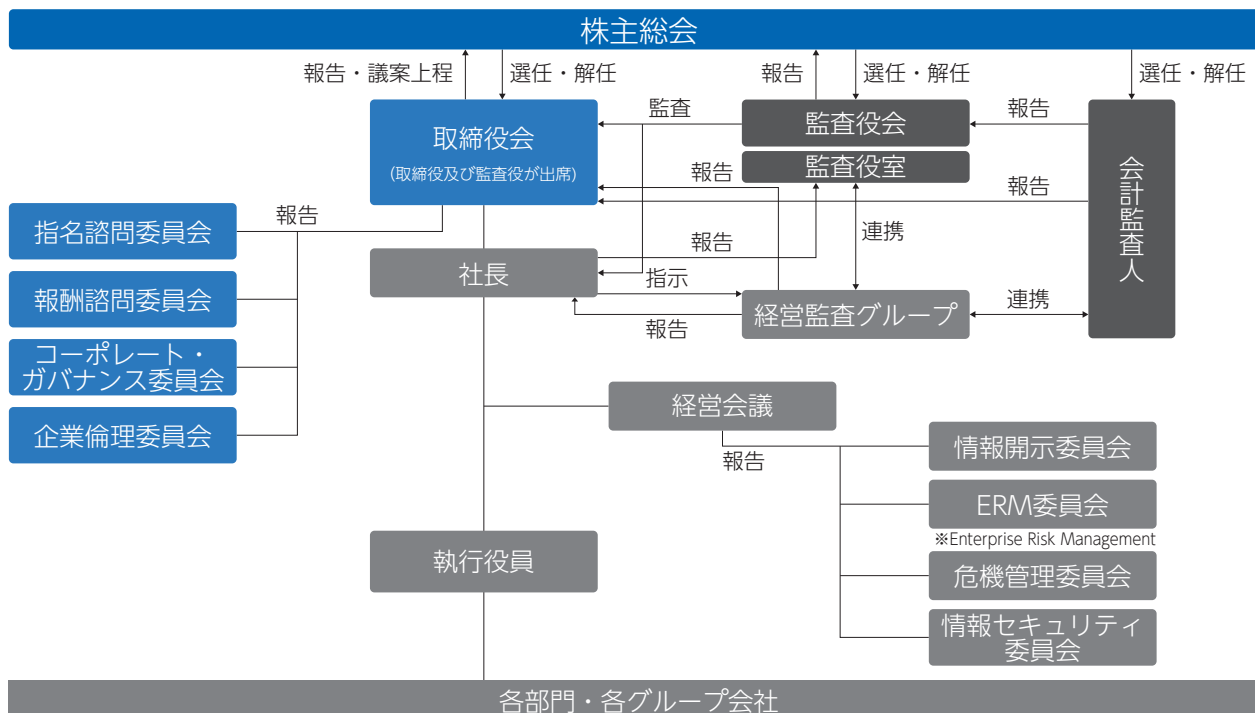 株主総会
報告・議案上程
選任・解任
報告
選任・解任
選任・解任
取締役会
(取締役及び監査役が出席)
監査
監査役会
報告
会計監査人
監査役室
報告
報告
指名諮問委員会
報告
連携
報告
社長
指示
報酬諮問委員会
報告
経営監査グループ
連携
コーポレート・
ガバナンス委員会
経営会議
企業倫理委員会
報告
情報開示委員会
ERM委員会
※Enterprise Risk Management
執行役員
危機管理委員会
情報セキュリティ
委員会
各部門・各グループ会社